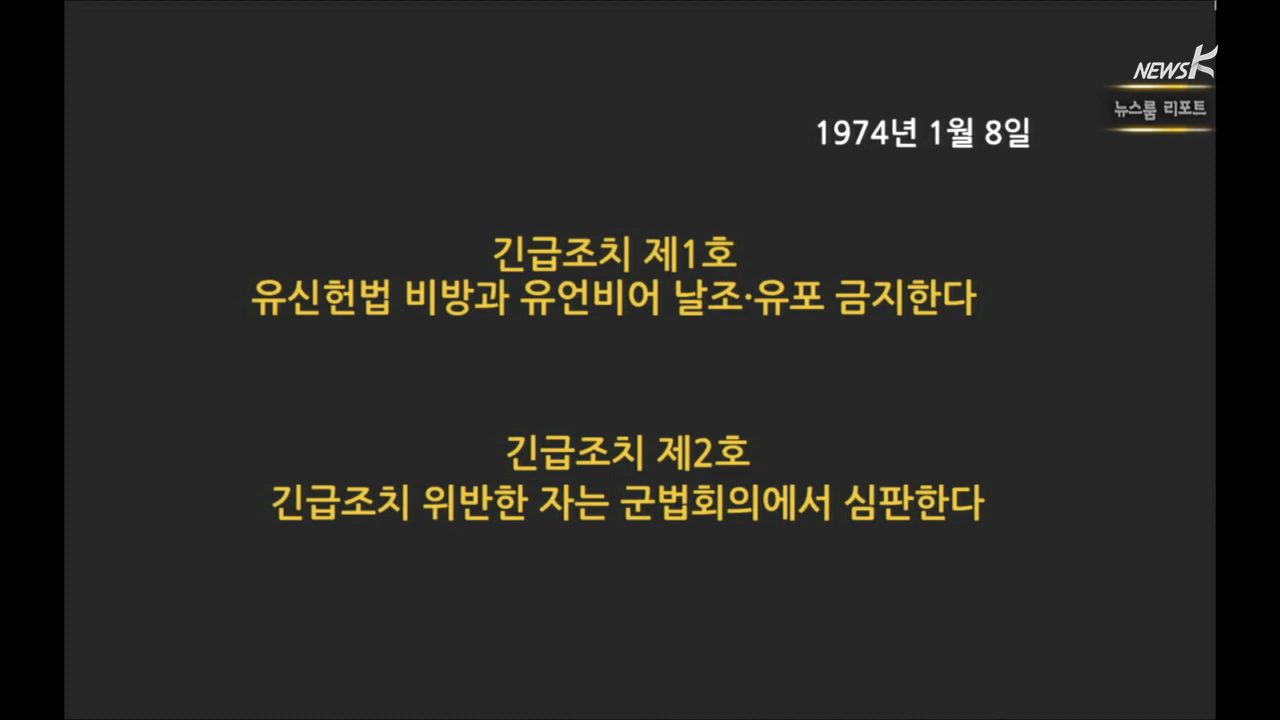 NEWSK
뉴스룸 리포트
1974년 1월 8일
긴급조치 제1호
유신헌법 비방과 유언비어 날조·유포 금지한다
긴급조치 제2호
긴급조치 위반한 자는 군법회의에서 심판한다